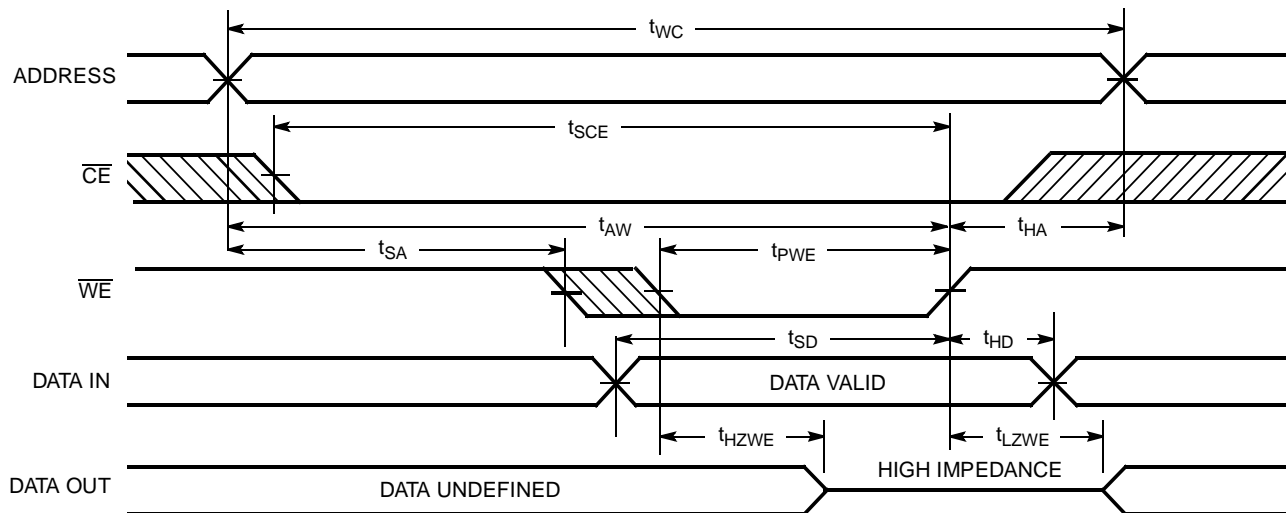 tWC
ADDRESS
tSCE
CE
tAW
tHA
tSA
tPWE
WE
tSD
tHD
DATA IN
DATA VALID
tHZWE
tLZWE
HIGH IMPEDANCE
DATA OUT
DATA UNDEFINED